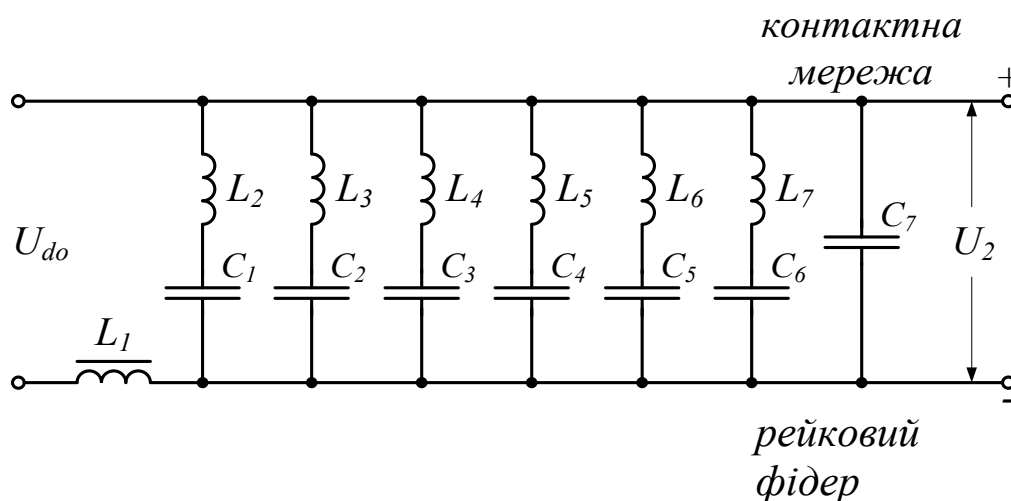 контактна
мережа
+
L2
L3
L4
L5
L6
L7
C7
Udo
U2
C1
C2
C3
C4
C5
C6
L1
-
рейковий
фідер